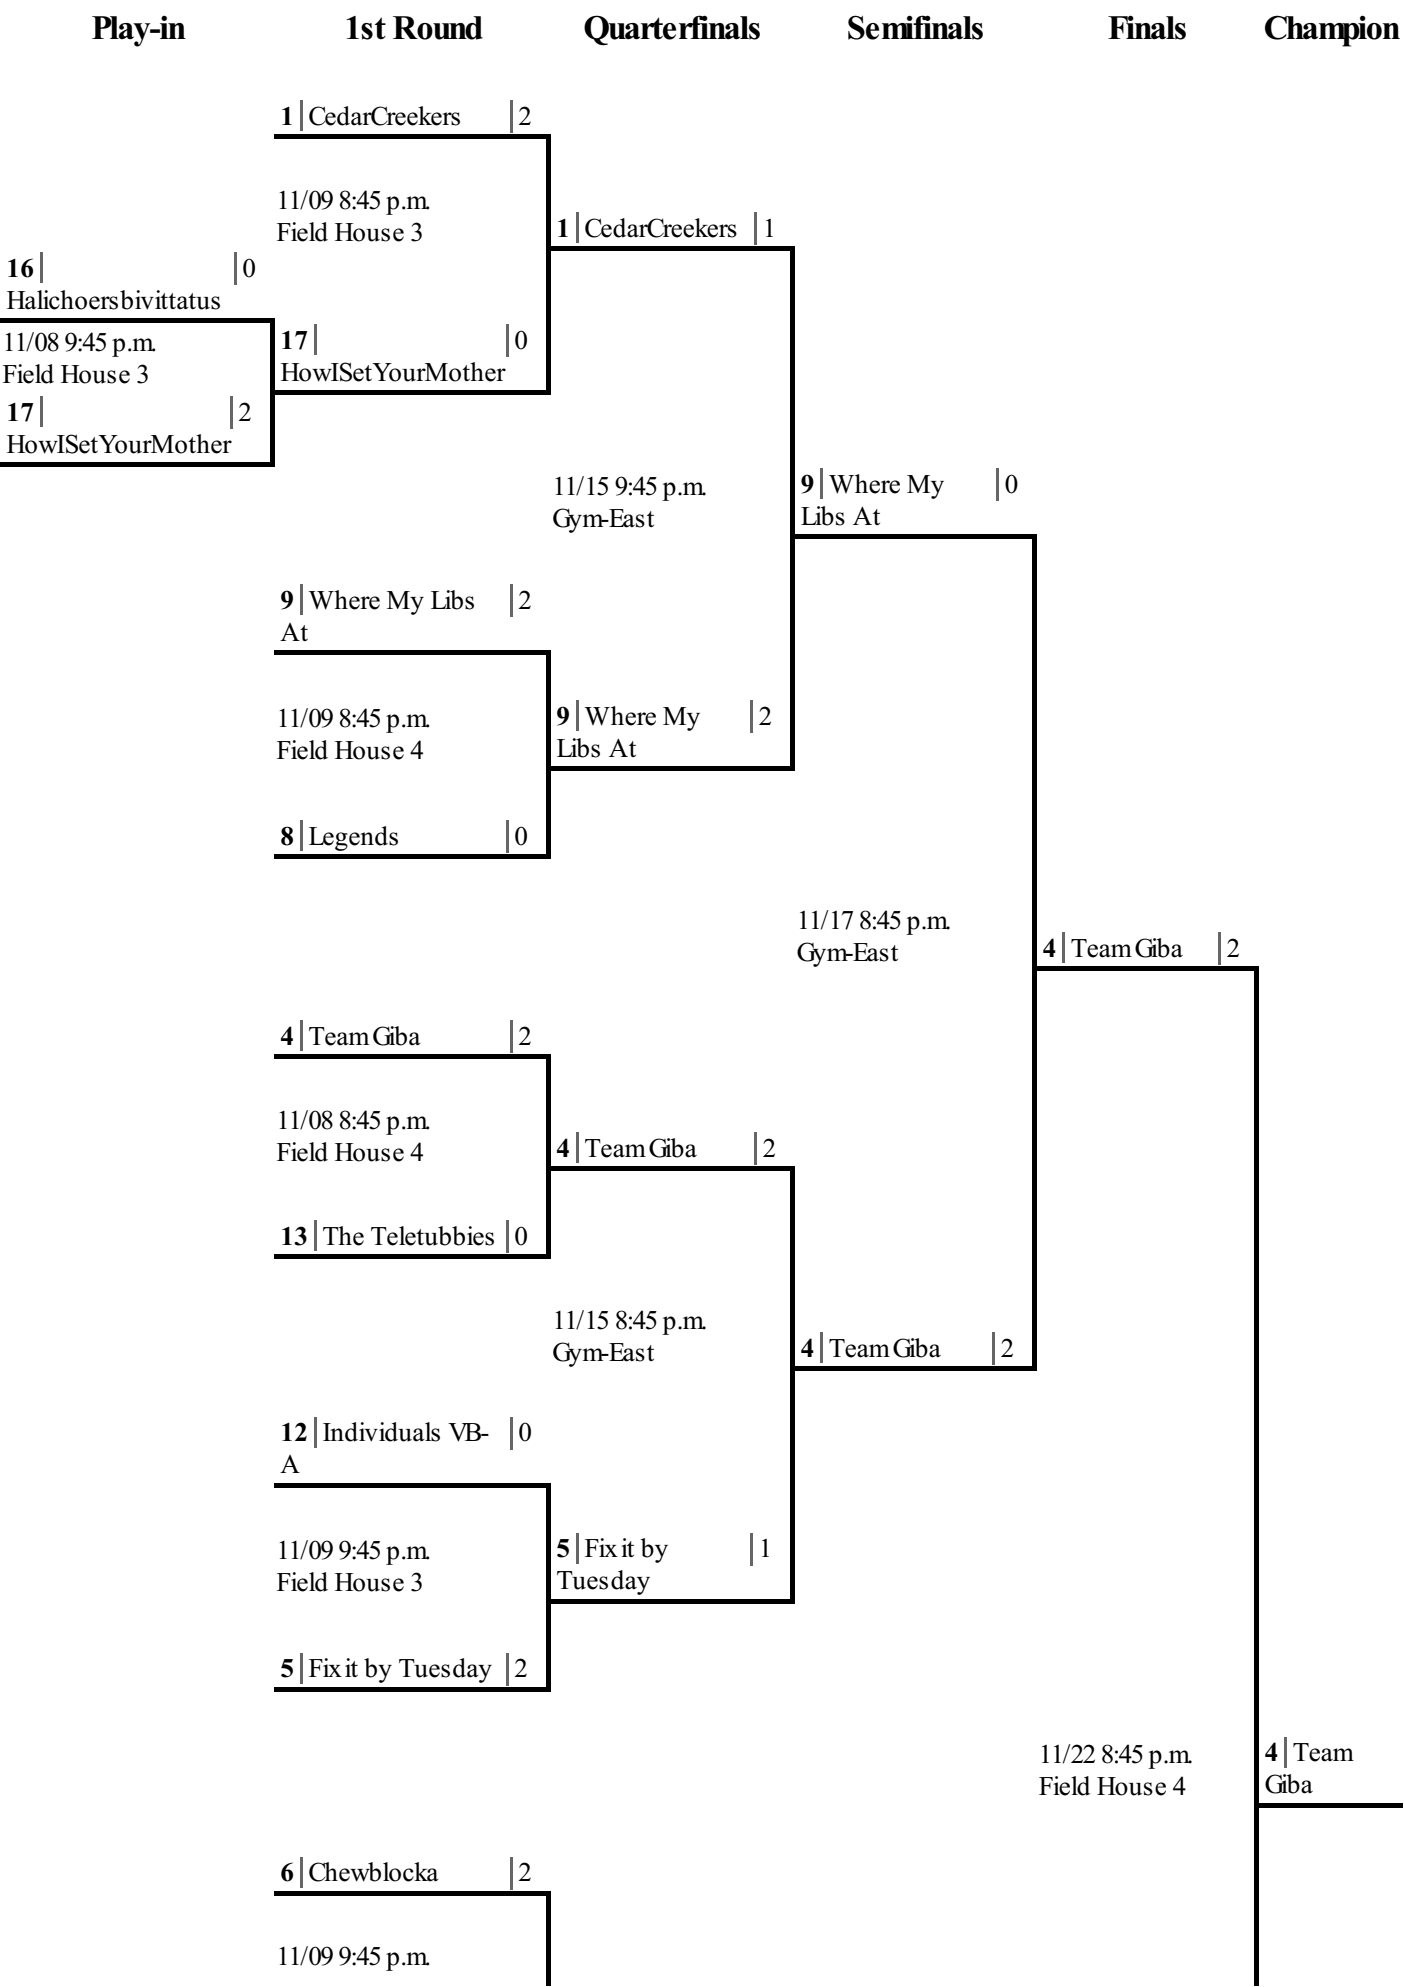 Play-in 1st Round Quarterfinals Semifinals Finals Champion
1 CedarCreekers 2
11/09 8:45 p.m.
Field House 3
1 CedarCreekers 1
16 0
Halichoersbivittatus
11/08 9:45 p.m.
Field House 3
17 0
HowISetYourMother
17 2
HowISetYourMother
11/15 9:45 p.m.
Gym-East
9 Where My 0
Libs At
9 Where My Libs 2
At
11/09 8:45 p.m.
Field House 4
9 Where My 2
Libs At
8 Legends 0
11/17 8:45 p.m.
Gym-East
4 Team Giba 2
4 Team Giba 2
11/08 8:45 p.m.
Field House 4
4 Team Giba 2
13 The Teletubbies 0
11/15 8:45 p.m.
Gym-East
4 Team Giba 2
12 Individuals VB- 0
A
11/09 9:45 p.m.
Field House 3
5 Fix it by 1
Tuesday
5 Fix it by Tuesday 2
11/22 8:45 p.m.
Field House 4
4 Team
Giba
6 Chewblocka 2
11/09 9:45 p.m.